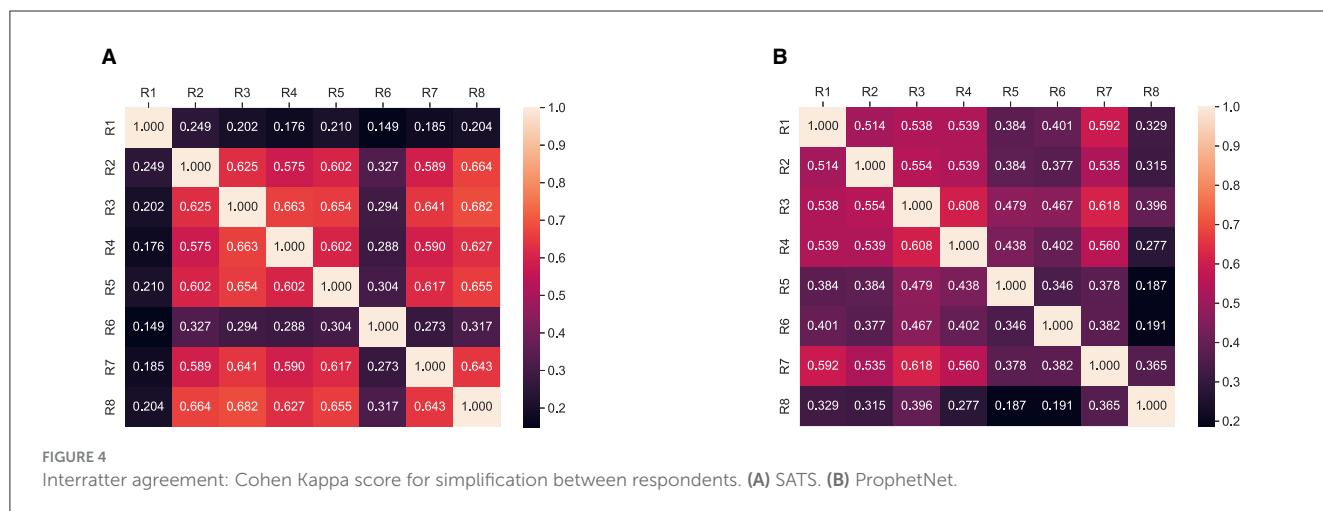 A
R1 R2 R3 R4 R5 R6 R7 R8
R1 1.000 0.249 0.202 0.176 0.210 0.149 0.185 0.204
R2 0.249 1.000 0.625 0.575 0.602 0.327 0.589 0.664
R3 0.202 0.625 1.000 0.663 0.654 0.294 0.641 0.682
R4 0.176 0.575 0.663 1.000 0.602 0.288 0.590 0.627
R5 0.210 0.602 0.654 0.602 1.000 0.304 0.617 0.655
R6 0.149 0.327 0.294 0.288 0.304 1.000 0.273 0.317
R7 0.185 0.589 0.641 0.590 0.617 0.273 1.000 0.643
R8 0.204 0.664 0.682 0.627 0.655 0.317 0.643 1.000
1.0
0.9
0.8
0.7
0.6
0.5
0.4
0.3
0.2
B
R1 R2 R3 R4 R5 R6 R7 R8
R1 1.000 0.514 0.538 0.539 0.384 0.401 0.592 0.329
R2 0.514 1.000 0.554 0.539 0.384 0.377 0.535 0.315
R3 0.538 0.554 1.000 0.608 0.479 0.467 0.618 0.396
R4 0.539 0.539 0.608 1.000 0.438 0.402 0.560 0.277
R5 0.384 0.384 0.479 0.438 1.000 0.346 0.378 0.187
R6 0.401 0.377 0.467 0.402 0.346 1.000 0.382 0.191
R7 0.592 0.535 0.618 0.560 0.378 0.382 1.000 0.365
R8 0.329 0.315 0.396 0.277 0.187 0.191 0.365 1.000
1.0
0.9
0.8
0.7
0.6
0.5
0.4
0.3
0.2
FIGURE 4
Interratter agreement: Cohen Kappa score for simplification between respondents. (A) SATS. (B) ProphetNet.